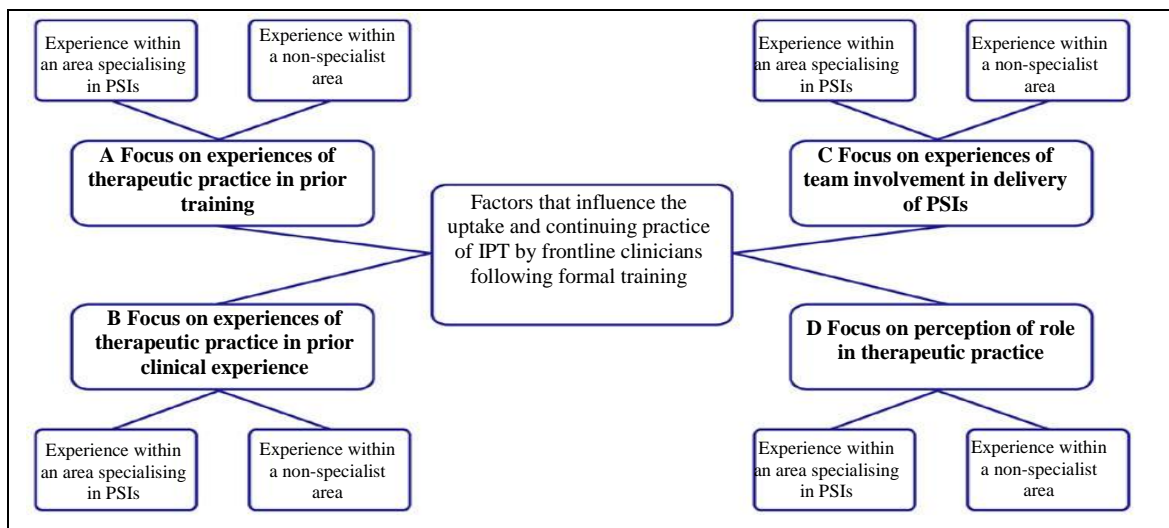 Experience within
an area specialising
in PSIs
Experience within
a non-specialist
area
Experience within
an area specialising
in PSIs
Experience within
a non-specialist
area
A Focus on experiences of
therapeutic practice in prior
training
C Focus on experiences of
team involvement in delivery
of PSIs
Factors that influence the
uptake and continuing practice
of IPT by frontline clinicians
following formal training
B Focus on experiences of
therapeutic practice in prior
clinical experience
D Focus on perception of role
in therapeutic practice
Experience within
an area specialising
in PSIs
Experience within
a non-specialist
area
Experience within
an area specialising
in PSIs
Experience within
a non-specialist
area